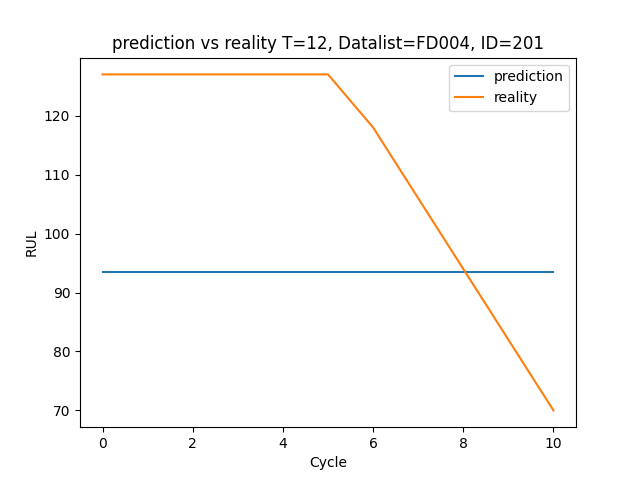 prediction vs reality T=12, Datalist=FD004, ID=201
prediction
reality
RUL
120
110
100
90
80
70
0 2 4 6 8 10
Cycle